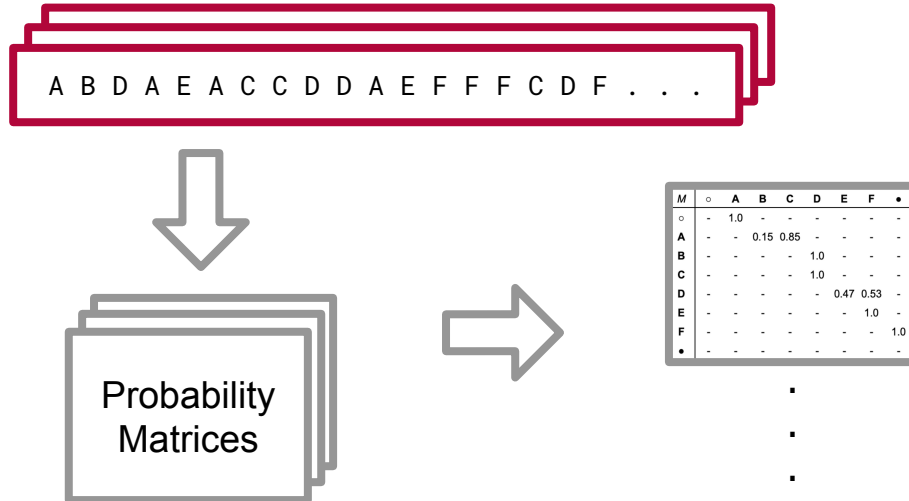 A B D A E A C C D D A E F F F C D F . . .
M ○ A B C D E F ●
○ - 1.0 - - - - - -
A - - 0.15 0.85 - - - -
B - - - - 1.0 - - -
C - - - - 1.0 - - -
D - - - - - 0.47 0.53 -
E - - - - - - 1.0 -
F - - - - - - - 1.0
● - - - - - - - -
Probability
Matrices
.
.
.